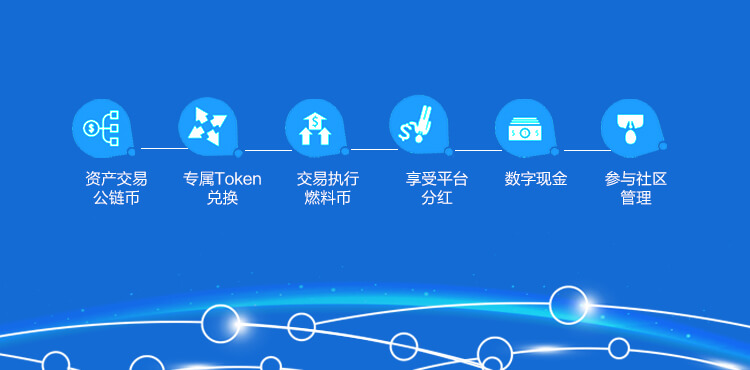 资产交易
公链币
专属Token
兑换
交易执行
燃料币
享受平台
分红
数字现金
参与社区
管理